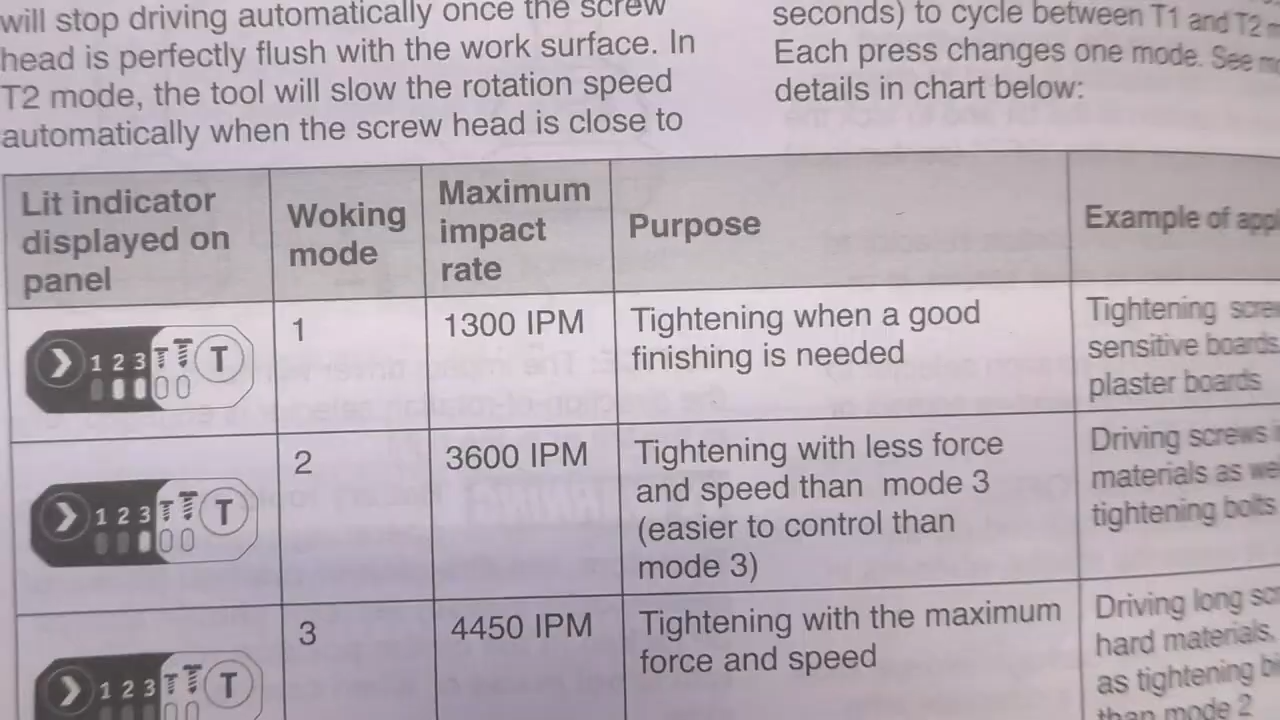 will stop driving automatically once the screw
head is perfectly flush with the work surface. In
T2 mode, the tool will slow the rotation speed
automatically when the screw head is close to
seconds) to cycle between T1 and T2
Each press changes one mode. See
details in chart below:
Lit indicator
displayed on
panel
Woking
mode
Maximum
impact
rate
Purpose
Example of
1 2 3 T
1
1300 IPM
Tightening when a good
finishing is needed
Tightening
sensitive boards
plaster boards
1 2 3 T
2
3600 IPM
Tightening with less force
and speed than mode 3
(easier to control than
mode 3)
Driving screws
materials as
tightening bolts
1 2 3 T
3
4450 IPM
Tightening with the maximum
force and speed
Driving long
hard materials,
as tightening
than mode 2